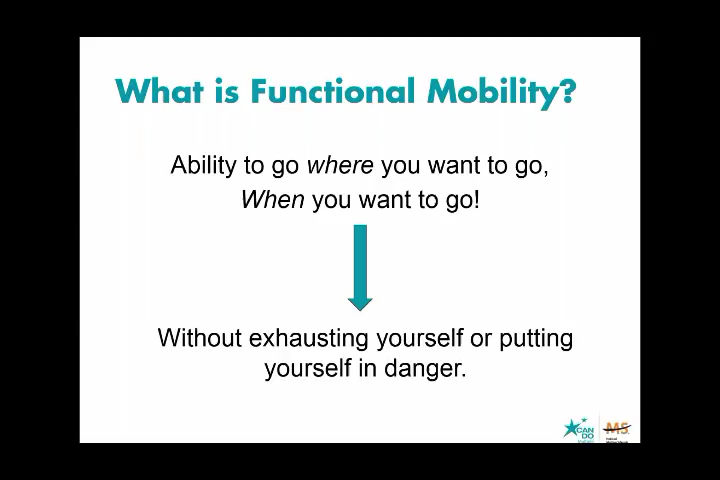 What is Functional Mobility?
Ability to go where you want to go,
When you want to go!
Without exhausting yourself or putting
yourself in danger.
CAN
DO
MS